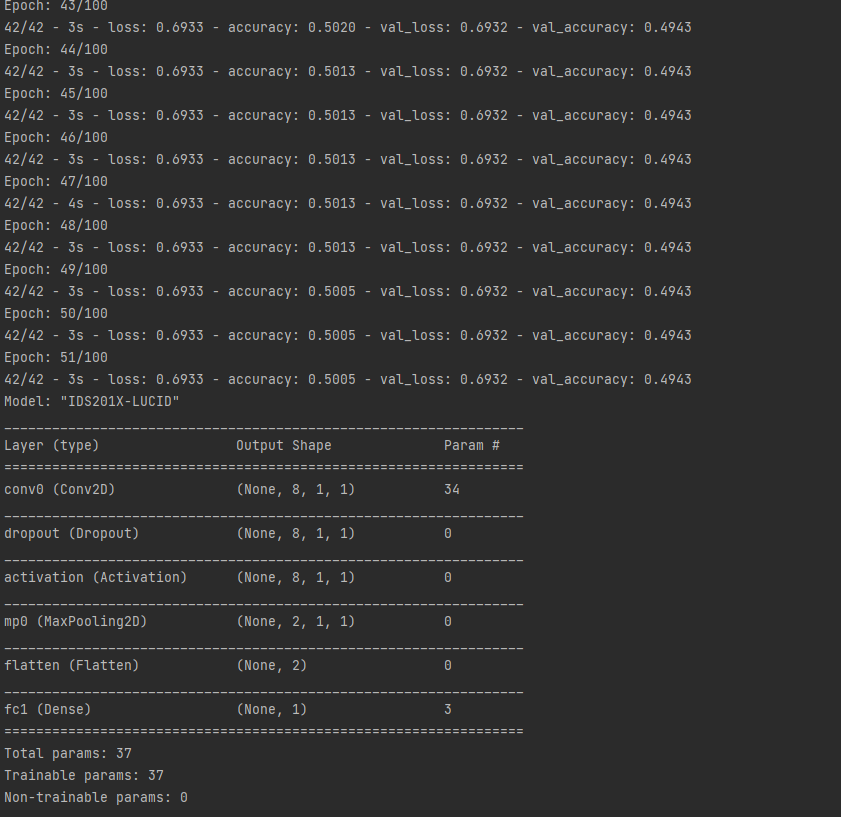 Epoch: 43/100
42/42 - 3s - loss: 0.6933 - accuracy: 0.5020 - val_loss: 0.6932 - val_accuracy: 0.4943
Epoch: 44/100
42/42 - 3s - loss: 0.6933 - accuracy: 0.5013 - val_loss: 0.6932 - val_accuracy: 0.4943
Epoch: 45/100
42/42 - 3s - loss: 0.6933 - accuracy: 0.5013 - val_loss: 0.6932 - val_accuracy: 0.4943
Epoch: 46/100
42/42 - 3s - loss: 0.6933 - accuracy: 0.5013 - val_loss: 0.6932 - val_accuracy: 0.4943
Epoch: 47/100
42/42 - 4s - loss: 0.6933 - accuracy: 0.5013 - val_loss: 0.6932 - val_accuracy: 0.4943
Epoch: 48/100
42/42 - 3s - loss: 0.6933 - accuracy: 0.5013 - val_loss: 0.6932 - val_accuracy: 0.4943
Epoch: 49/100
42/42 - 3s - loss: 0.6933 - accuracy: 0.5005 - val_loss: 0.6932 - val_accuracy: 0.4943
Epoch: 50/100
42/42 - 3s - loss: 0.6933 - accuracy: 0.5005 - val_loss: 0.6932 - val_accuracy: 0.4943
Epoch: 51/100
42/42 - 3s - loss: 0.6933 - accuracy: 0.5005 - val_loss: 0.6932 - val_accuracy: 0.4943
Model: "IDS201X-LUCID"
_________________________________________________________________
Layer (type)                 Output Shape              Param #
=================================================================
conv0 (Conv2D)               (None, 8, 1, 1)           34
_________________________________________________________________
dropout (Dropout)            (None, 8, 1, 1)           0
_________________________________________________________________
activation (Activation)      (None, 8, 1, 1)           0
_________________________________________________________________
mp0 (MaxPooling2D)           (None, 2, 1, 1)           0
_________________________________________________________________
flatten (Flatten)            (None, 2)                 0
_________________________________________________________________
fc1 (Dense)                  (None, 1)                 3
=================================================================
Total params: 37
Trainable params: 37
Non-trainable params: 0